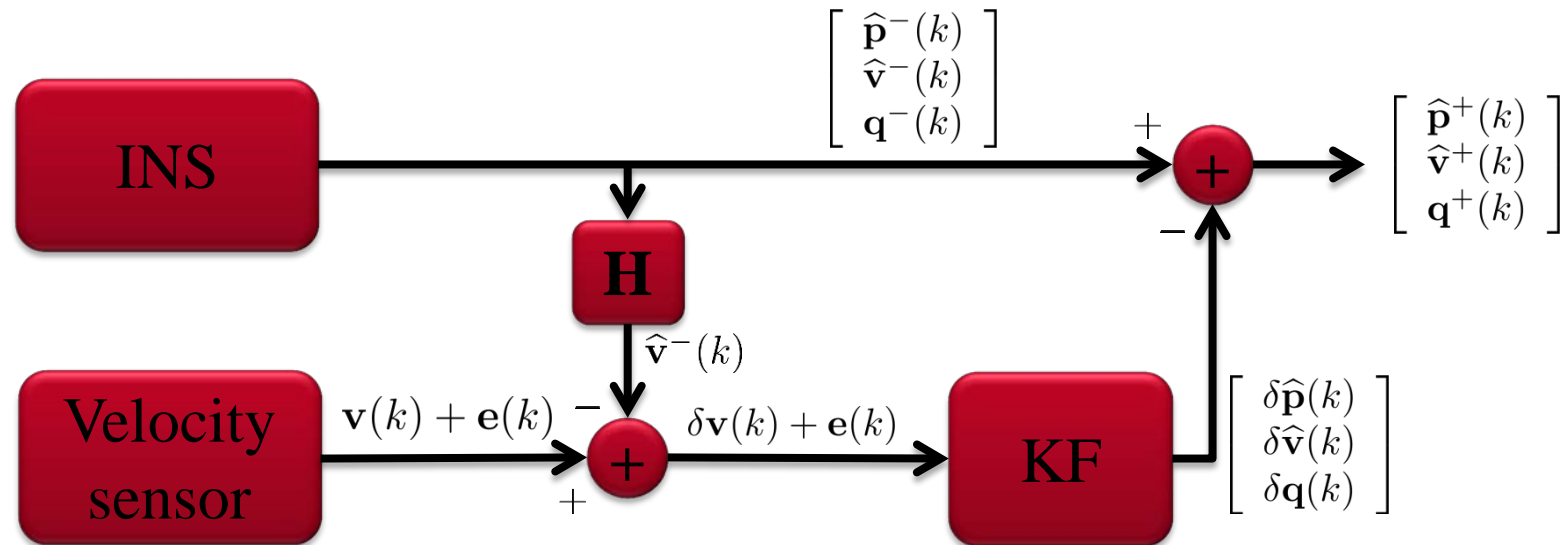 p̂⁻(k)
v̂⁻(k)
q⁻(k)
INS
+
+
p̂⁺(k)
v̂⁺(k)
q⁺(k)
−
H
v̂⁻(k)
Velocity
sensor
v(k) + e(k)
−
+
+
δv(k) + e(k)
KF
δp̂(k)
δv̂(k)
δq(k)